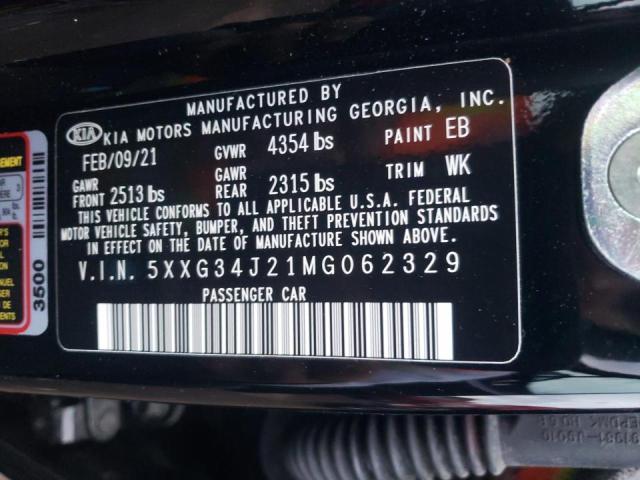 MANUFACTURED BY
KIA KIA MOTORS MANUFACTURING GEORGIA, INC.
FEB/09/21 GVWR 4354 lbs PAINT EB
GAWR FRONT 2513 lbs GAWR REAR 2315 lbs TRIM WK
THIS VEHICLE CONFORMS TO ALL APPLICABLE U.S.A. FEDERAL
MOTOR VEHICLE SAFETY, BUMPER, AND THEFT PREVENTION STANDARDS
IN EFFECT ON THE DATE OF MANUFACTURE SHOWN ABOVE.
V.I.N. 5XXG34J21MG062329
PASSENGER CAR
3500